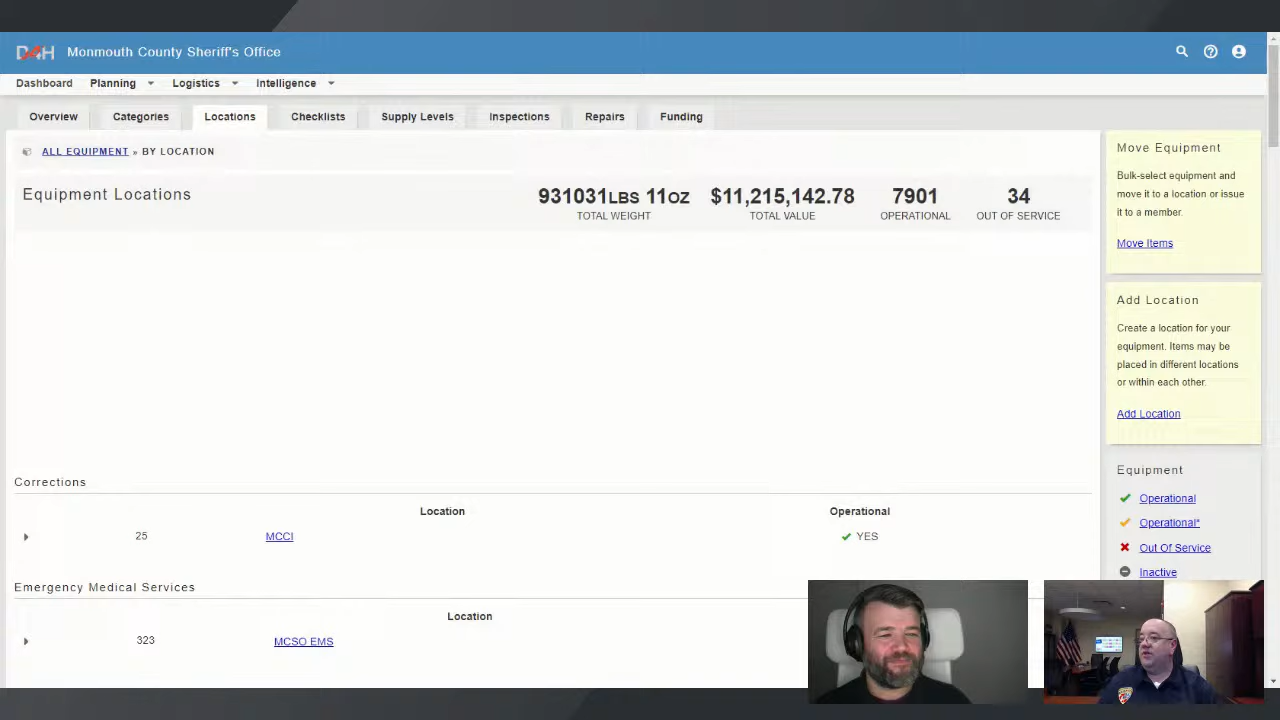 D4H Monmouth County Sheriff's Office
Dashboard Planning Logistics Intelligence
Overview Categories Locations Checklists Supply Levels Inspections Repairs Funding
ALL EQUIPMENT » BY LOCATION
Equipment Locations
931031LBS 11OZ $11,215,142.78 7901 34
TOTAL WEIGHT TOTAL VALUE OPERATIONAL OUT OF SERVICE
Corrections
Location Operational
25 MCCI YES
Emergency Medical Services
Location
323 MCSO EMS
Move Equipment
Bulk-select equipment and
move it to a location or issue
it to a member.
Move Items
Add Location
Create a location for your
equipment. Items may be
placed in different locations
or within each other.
Add Location
Equipment
Operational
Operational*
Out Of Service
Inactive